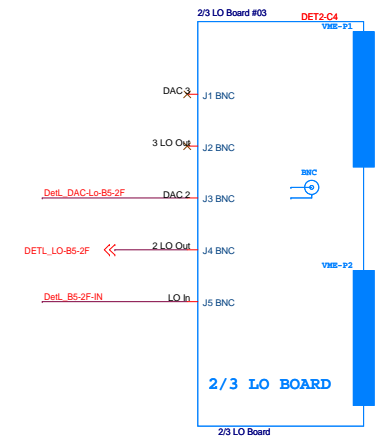 2/3 LO Board #03
DET2-C4
VME-P1
DAC 3
J1 BNC
3 LO Out
J2 BNC
BNC
DetL_DAC-Lo-B5-2F
DAC 2
J3 BNC
DETL_LO-B5-2F
2 LO Out
J4 BNC
VME-P2
DetL_B5-2F-IN
LO In
J5 BNC
2/3 LO BOARD
2/3 LO Board